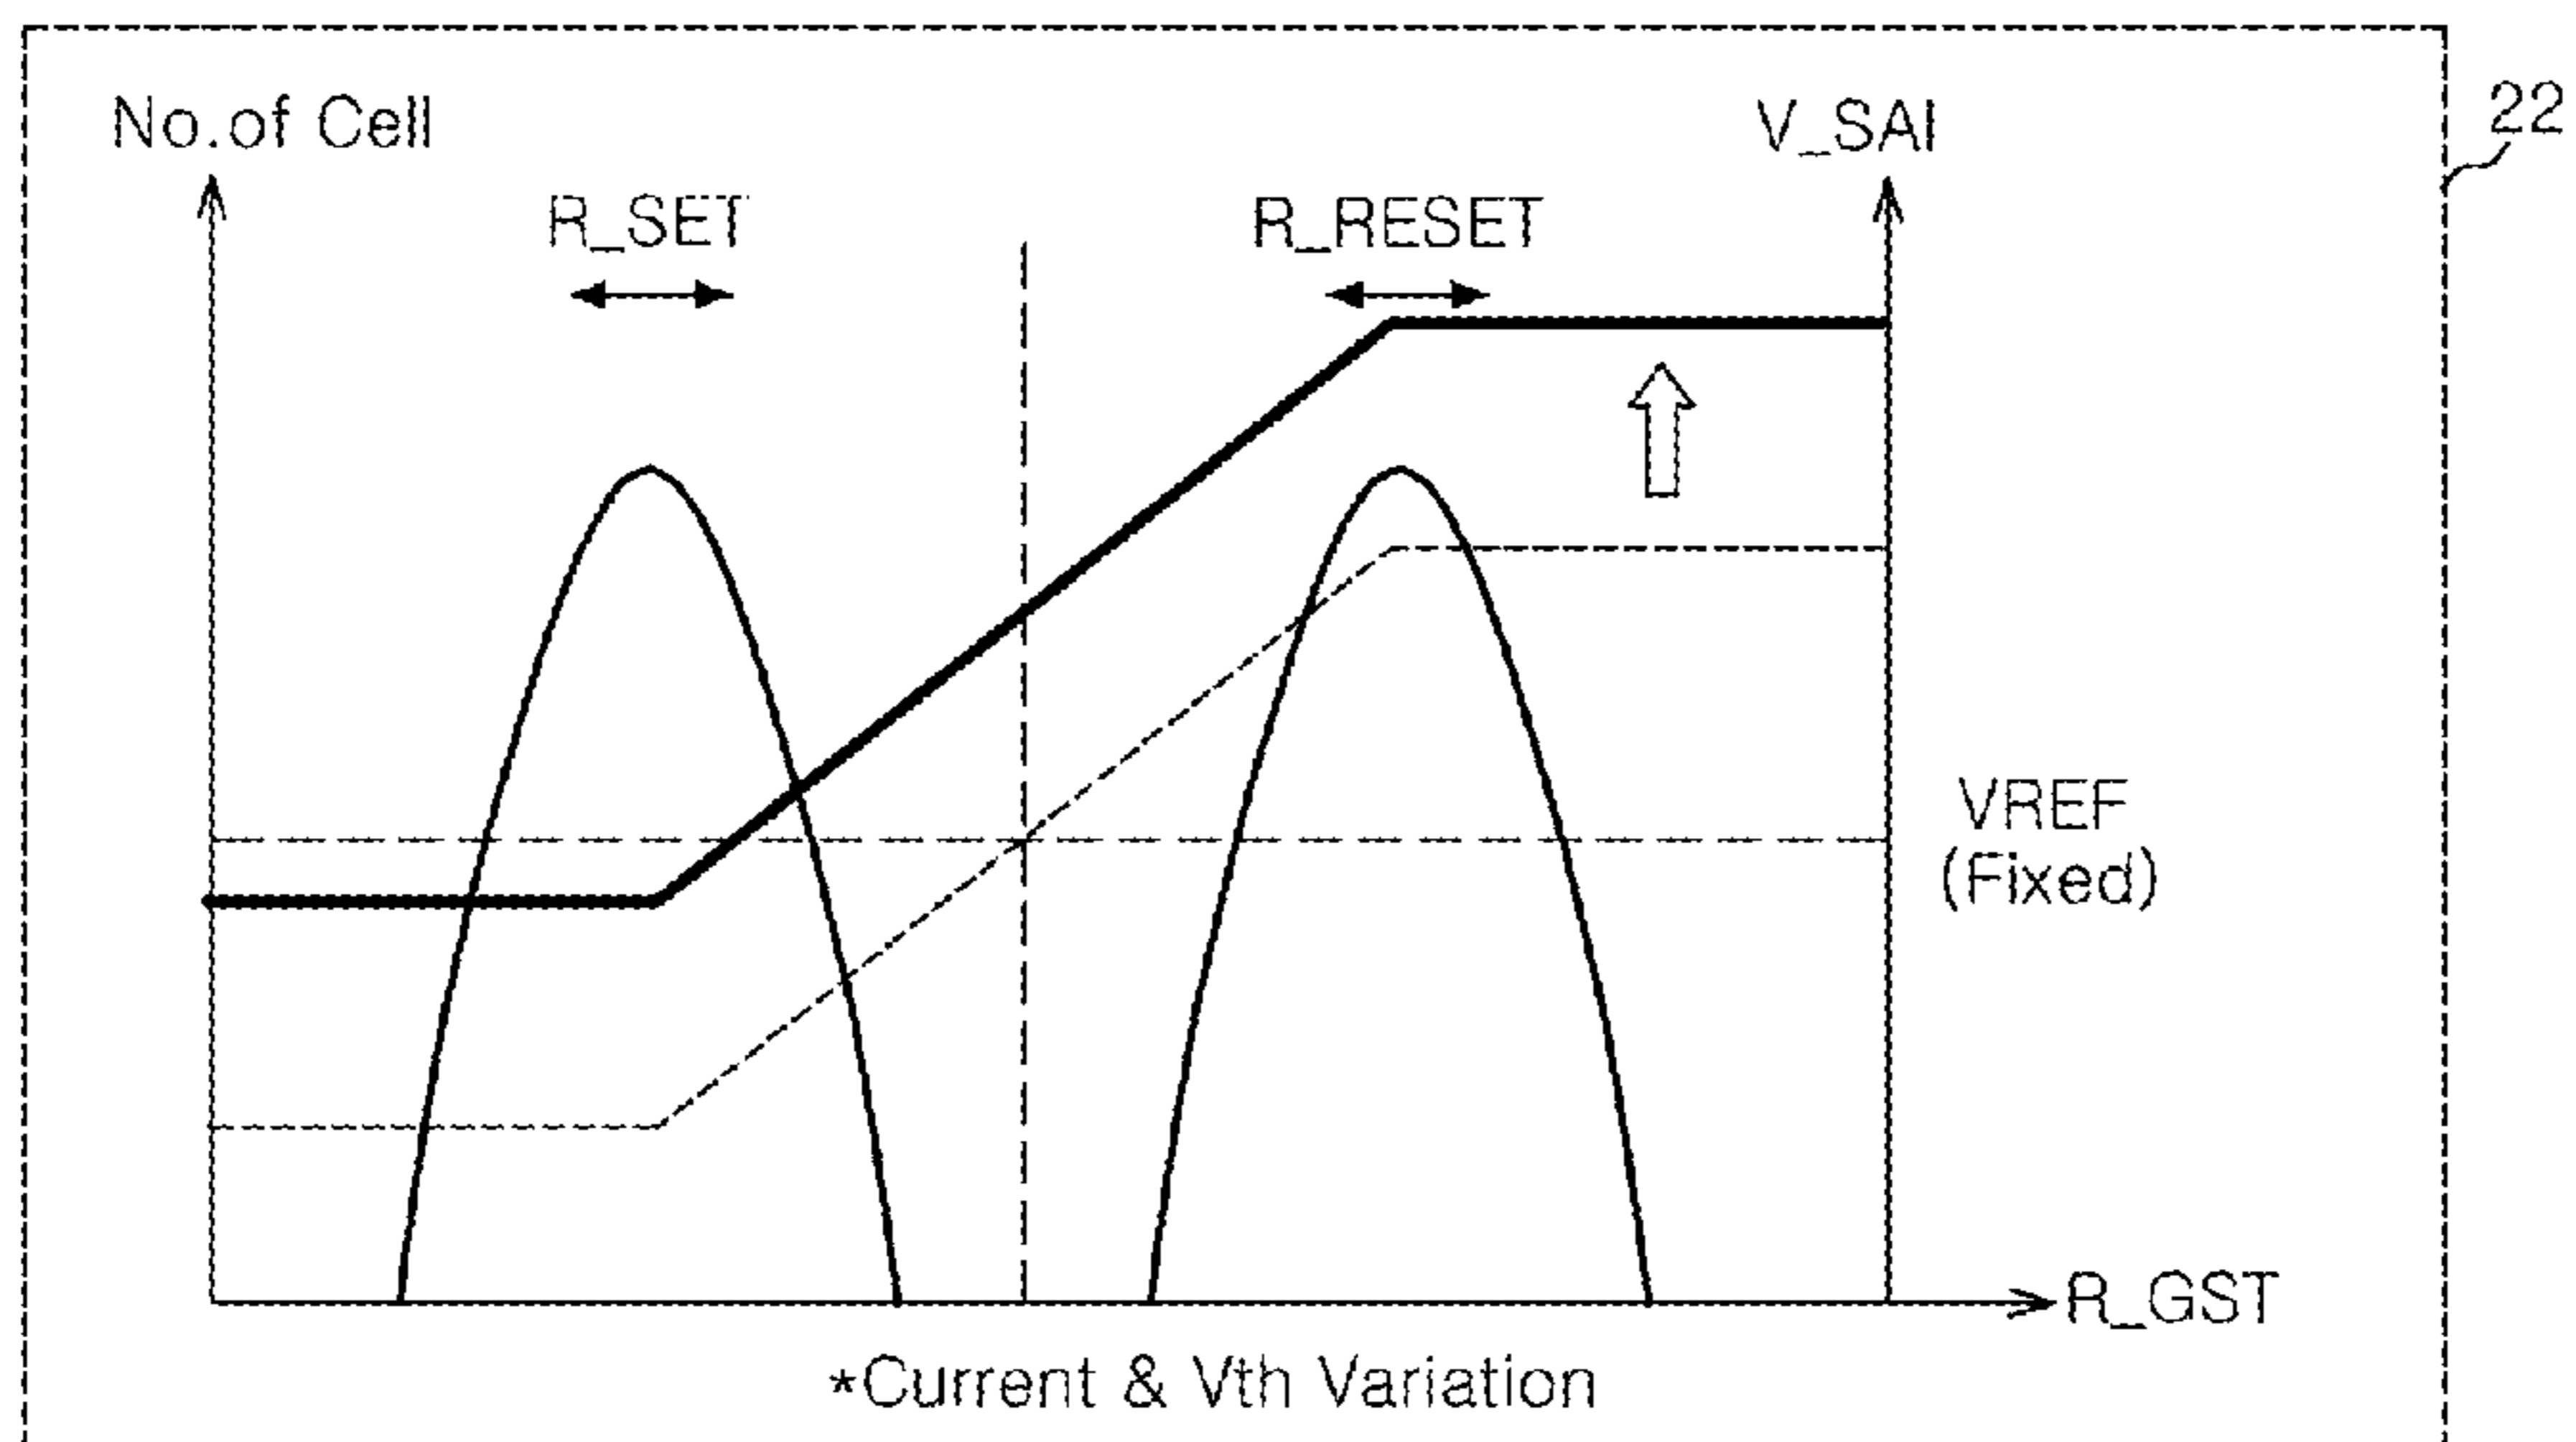 No.of Cell
V_SAI
22
R_SET
R_RESET
VREF
(Fixed)
R_GST
*Current & Vth Variation